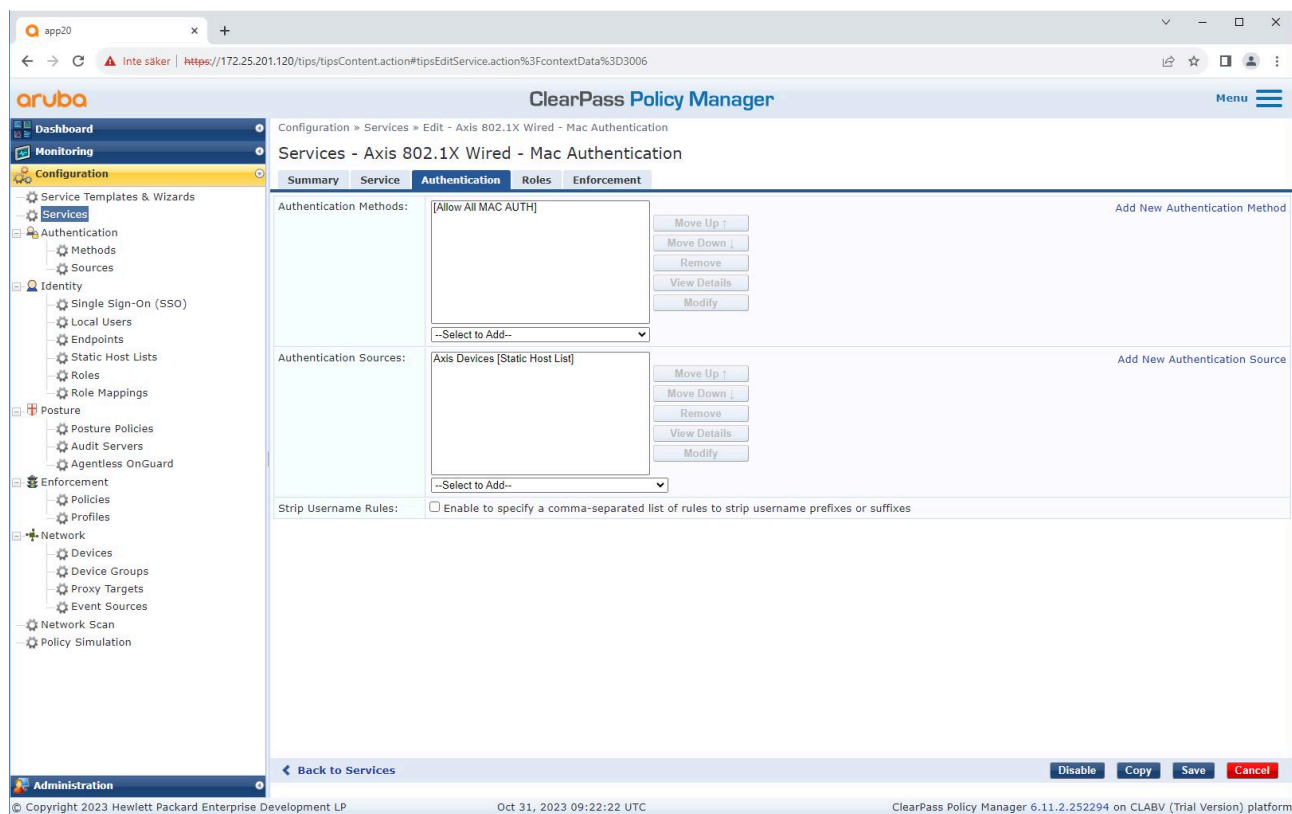 app20
Inte säker
https://172.25.201.120/tips/tipsContent.action#tipsEditService.action%3FcontextData%3D3006
aruba
ClearPass Policy Manager
Menu
Dashboard
Monitoring
Configuration
Service Templates & Wizards
Services
Authentication
Methods
Sources
Identity
Single Sign-On (SSO)
Local Users
Endpoints
Static Host Lists
Roles
Role Mappings
Posture
Posture Policies
Audit Servers
Agentless OnGuard
Enforcement
Policies
Profiles
Network
Devices
Device Groups
Proxy Targets
Event Sources
Network Scan
Policy Simulation
Administration
Configuration » Services » Edit - Axis 802.1X Wired - Mac Authentication
Services - Axis 802.1X Wired - Mac Authentication
Summary Service Authentication Roles Enforcement
Authentication Methods:
[Allow All MAC AUTH]
Move Up ↑
Move Down ↓
Remove
View Details
Modify
--Select to Add--
Add New Authentication Method
Authentication Sources:
Axis Devices [Static Host List]
Move Up ↑
Move Down ↓
Remove
View Details
Modify
--Select to Add--
Add New Authentication Source
Strip Username Rules:
Enable to specify a comma-separated list of rules to strip username prefixes or suffixes
Back to Services
Disable Copy Save Cancel
© Copyright 2023 Hewlett Packard Enterprise Development LP
Oct 31, 2023 09:22:22 UTC
ClearPass Policy Manager 6.11.2.252294 on CLABV (Trial Version) platform